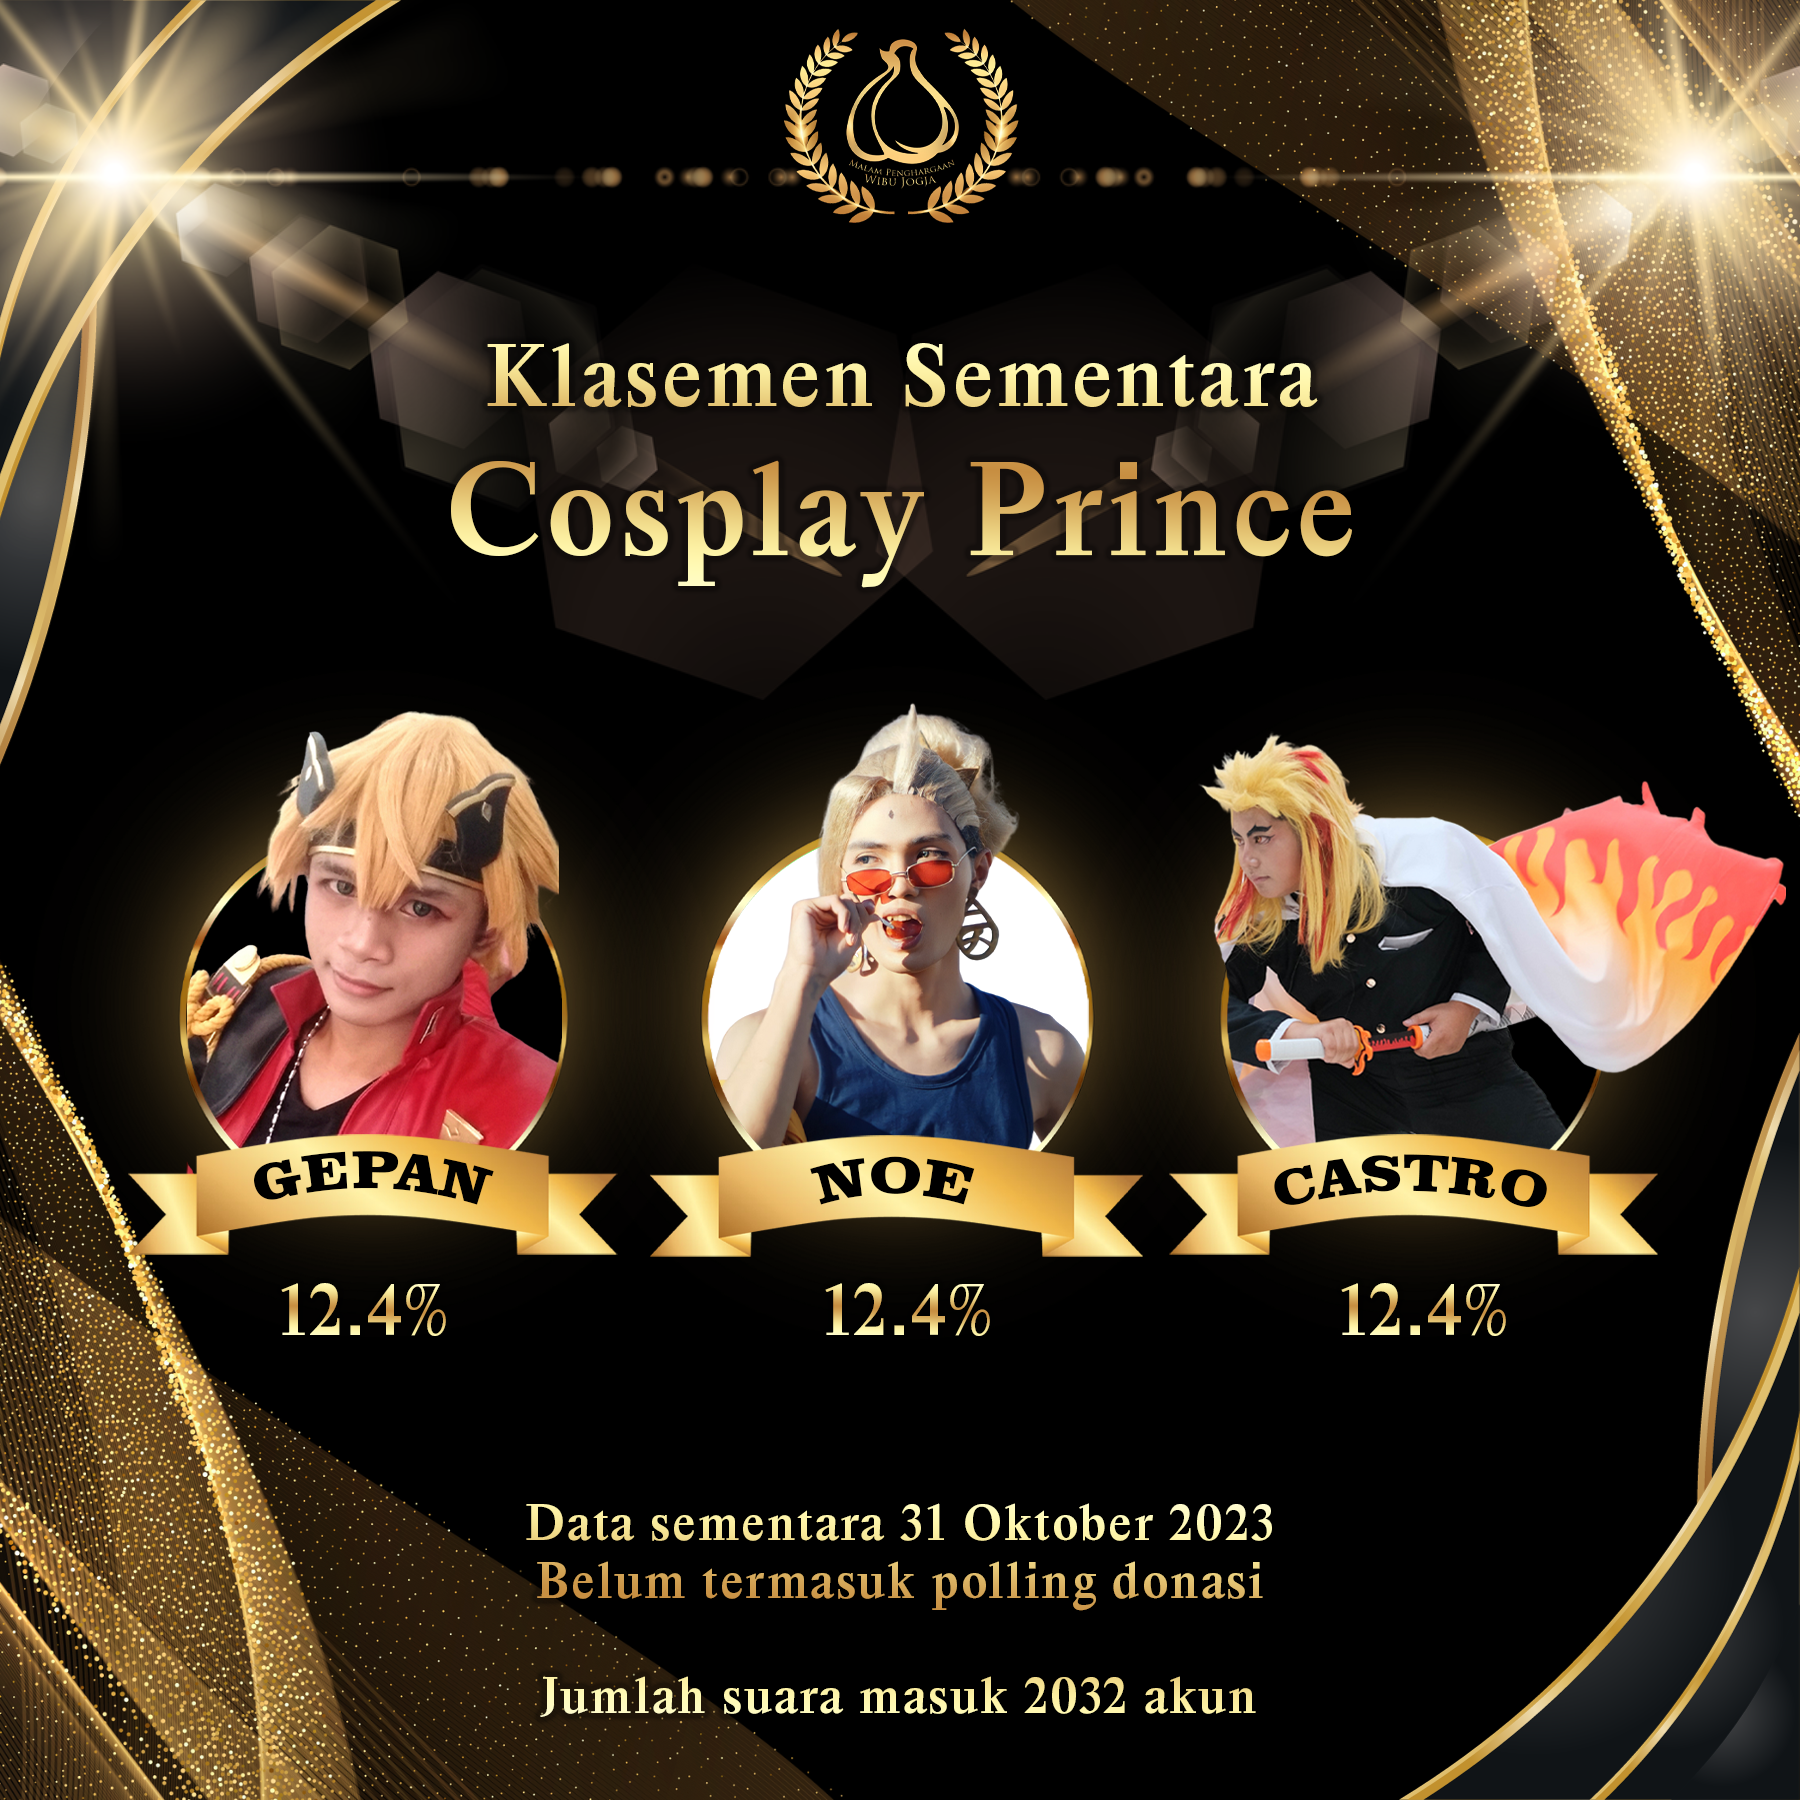 MALAM PENGHARGAAN
WIBU JOGJA
Klasemen Sementara
Cosplay Prince
GEPAN
NOE
CASTRO
12.4%
12.4%
12.4%
Data sementara 31 Oktober 2023
Belum termasuk polling donasi
Jumlah suara masuk 2032 akun